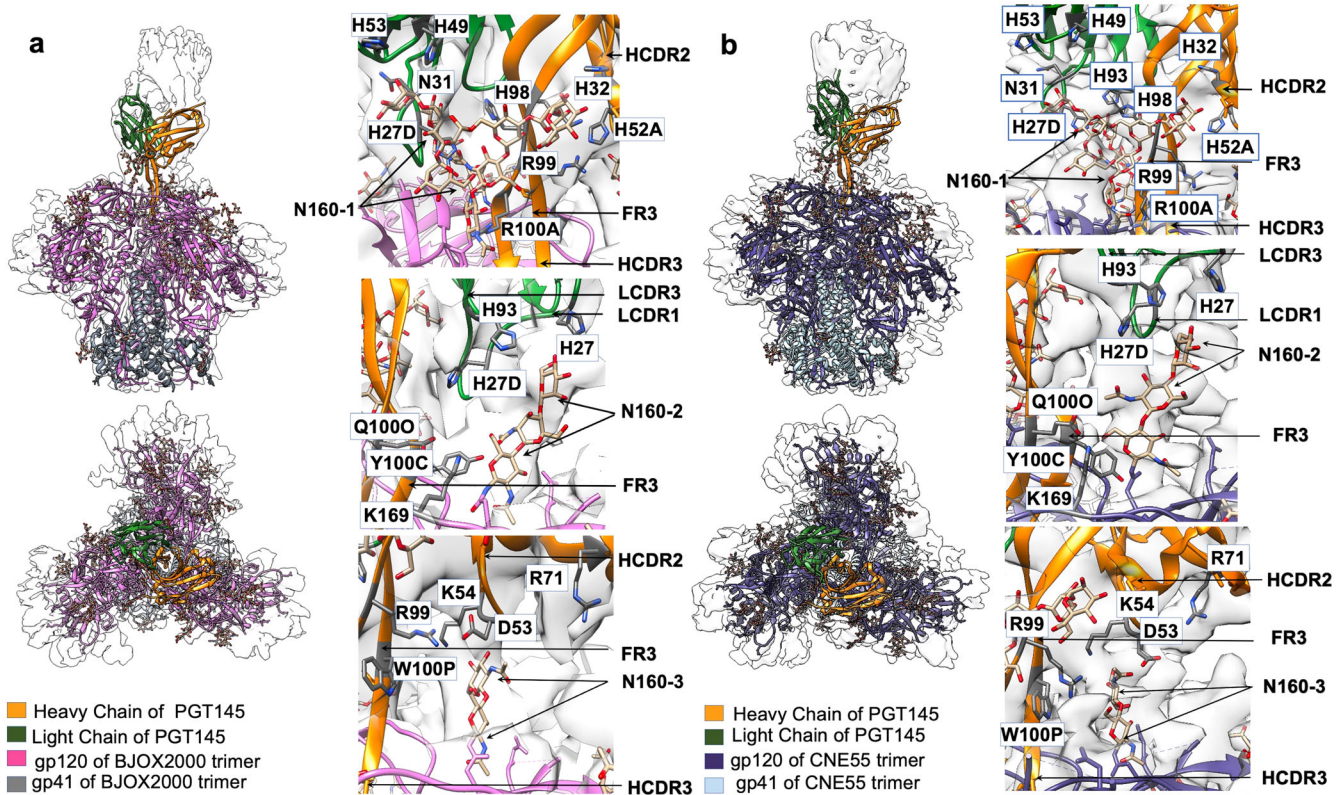 a
H53
H49
HCDR2
N31
H98
H32
H27D
H52A
R99
N160-1
FR3
R100A
HCDR3
LCDR3
H93
LCDR1
H27
H27D
N160-2
Q100O
Y100C
FR3
K169
HCDR2
R71
K54
R99
D53
FR3
W100P
N160-3
HCDR3
Heavy Chain of PGT145
Light Chain of PGT145
gp120 of BJOX2000 trimer
gp41 of BJOX2000 trimer
b
H53
H49
H32
H93
HCDR2
N31
H98
H27D
H52A
FR3
N160-1
R99
R100A
HCDR3
LCDR3
H93
H27
LCDR1
H27D
N160-2
Q100O
FR3
Y100C
K169
R71
HCDR2
K54
R99
D53
FR3
N160-3
W100P
HCDR3
Heavy Chain of PGT145
Light Chain of PGT145
gp120 of CNE55 trimer
gp41 of CNE55 trimer